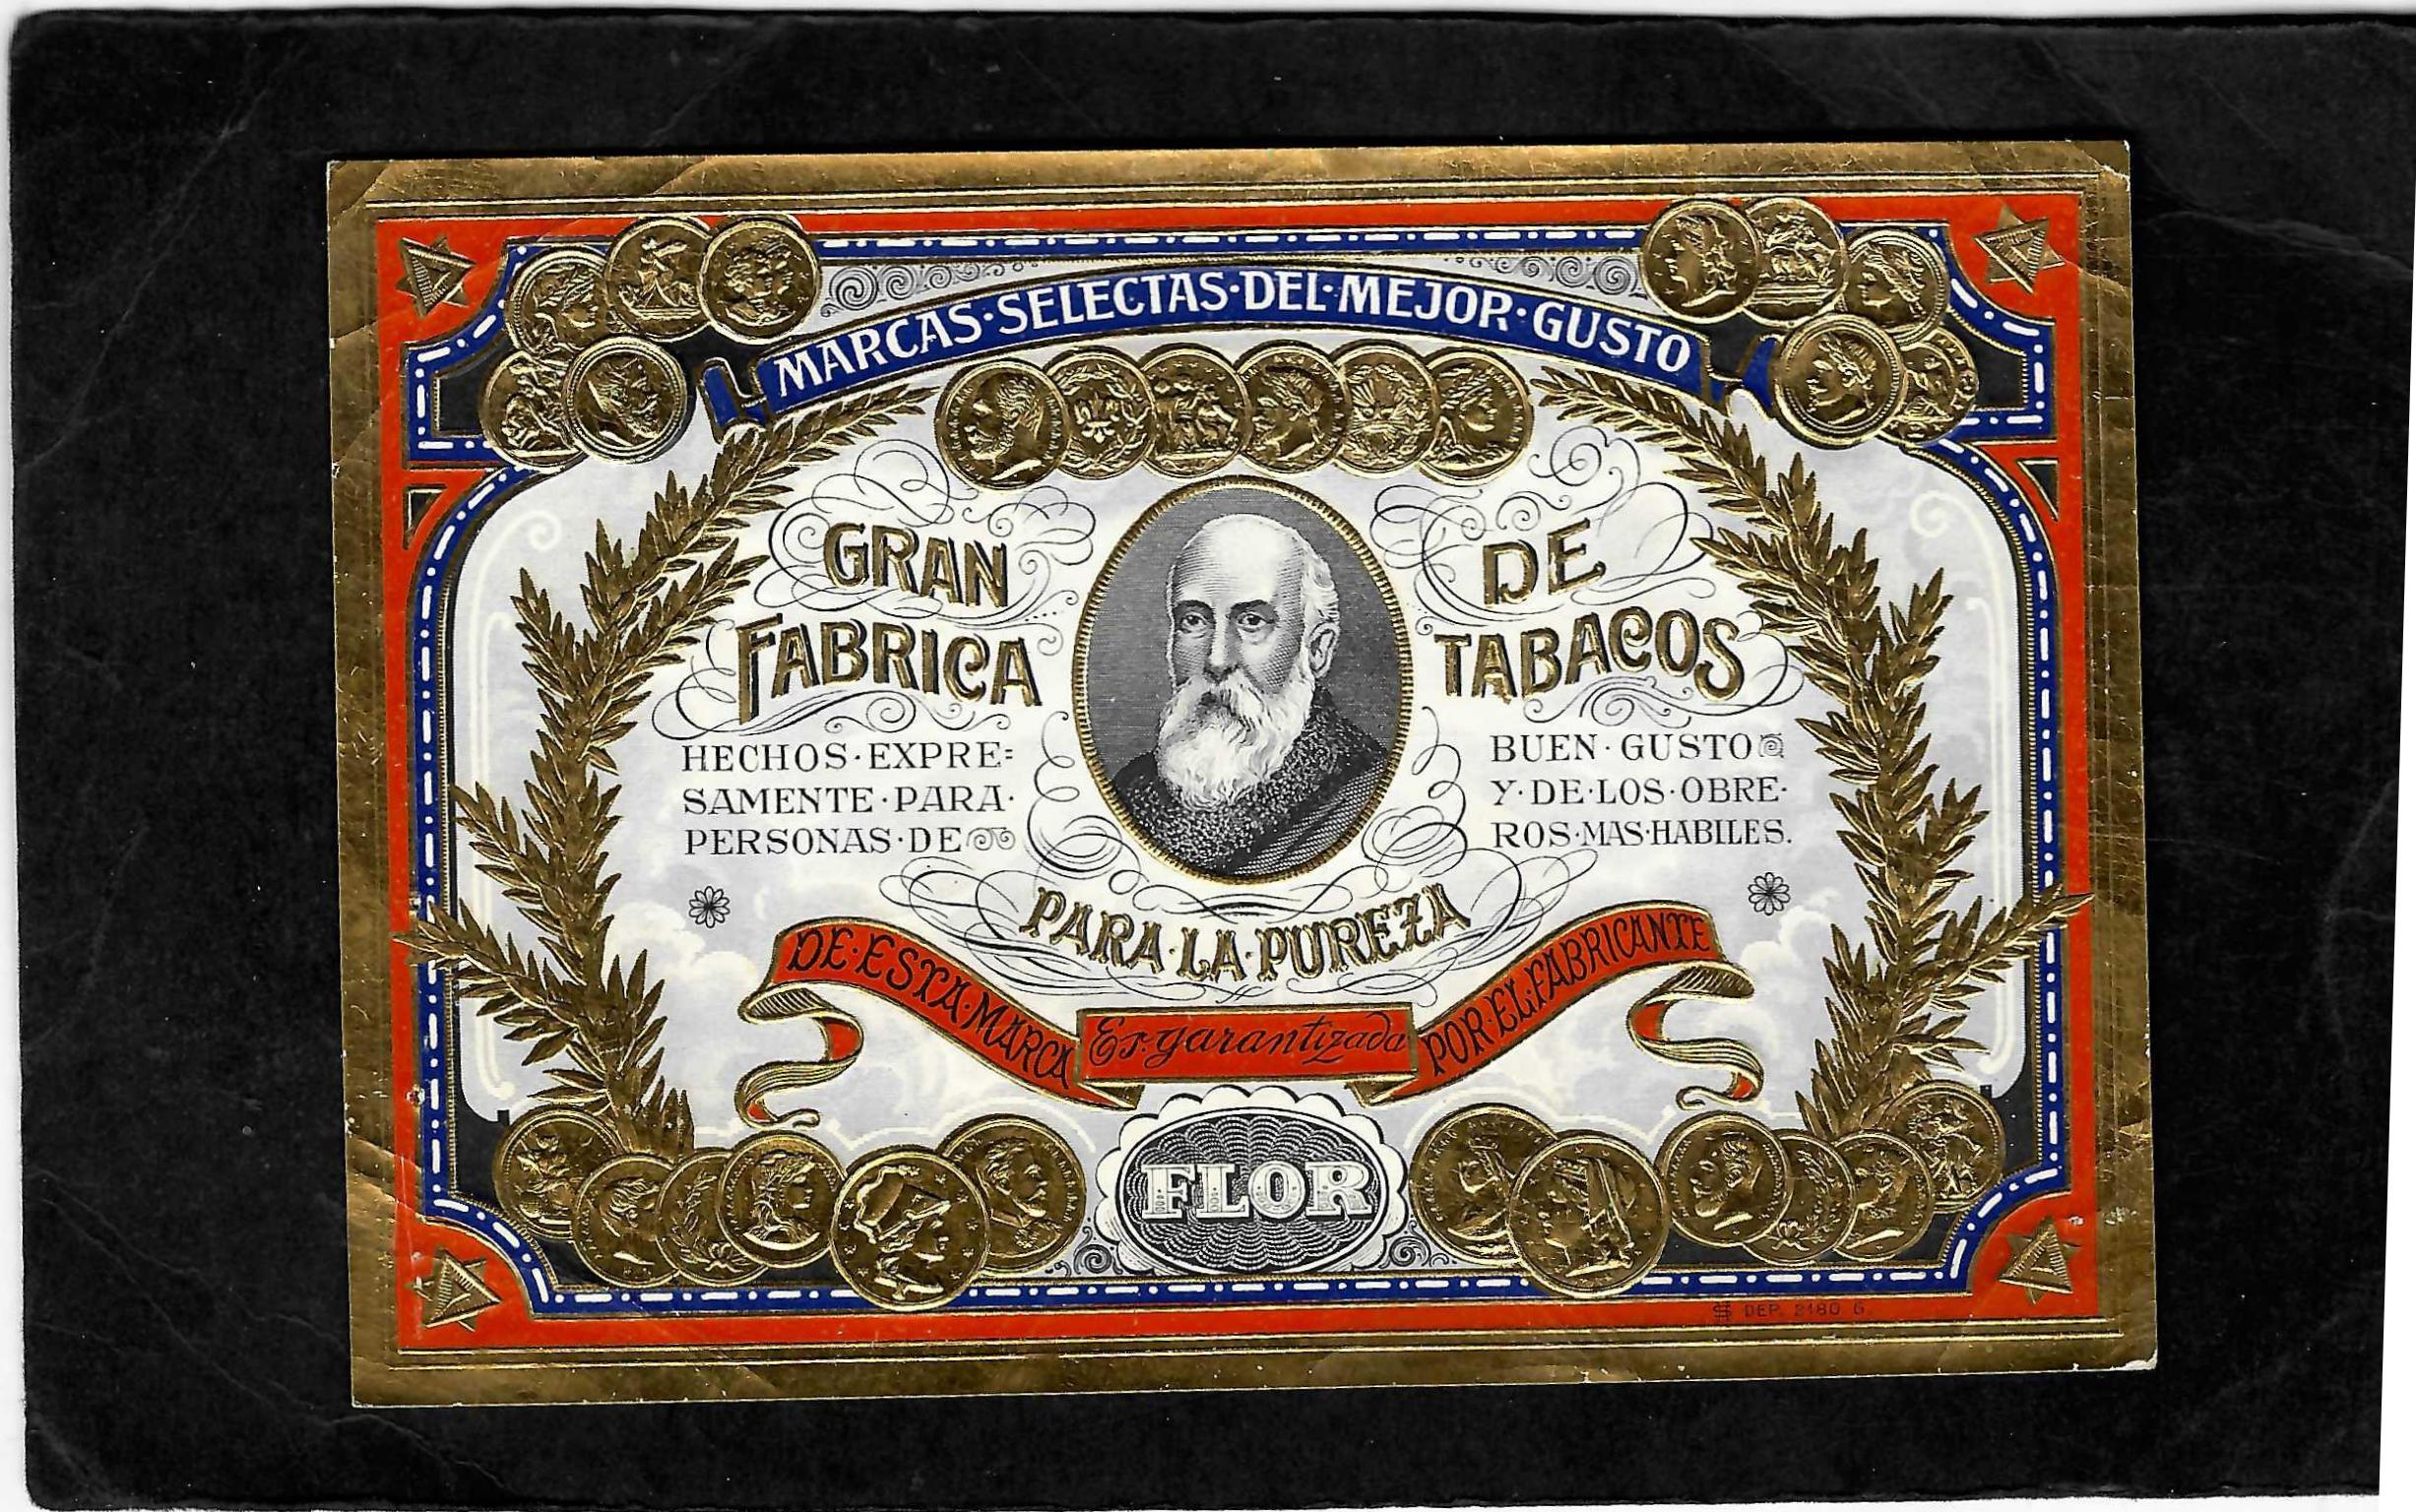 MARCAS·SELECTAS·DEL·MEJOR·GUSTO
GRAN
FABRICA
DE
TABACOS
HECHOS·EXPRE=
SAMENTE·PARA·
PERSONAS·DE
BUEN·GUSTO
Y·DE·LOS·OBRE-
ROS·MAS·HABILES.
PARA·LA·PUREZA
DE·ESTA·MARCA
Es·garantizada
POR·EL·FABRICANTE
FLOR
DEP. 2180 G.